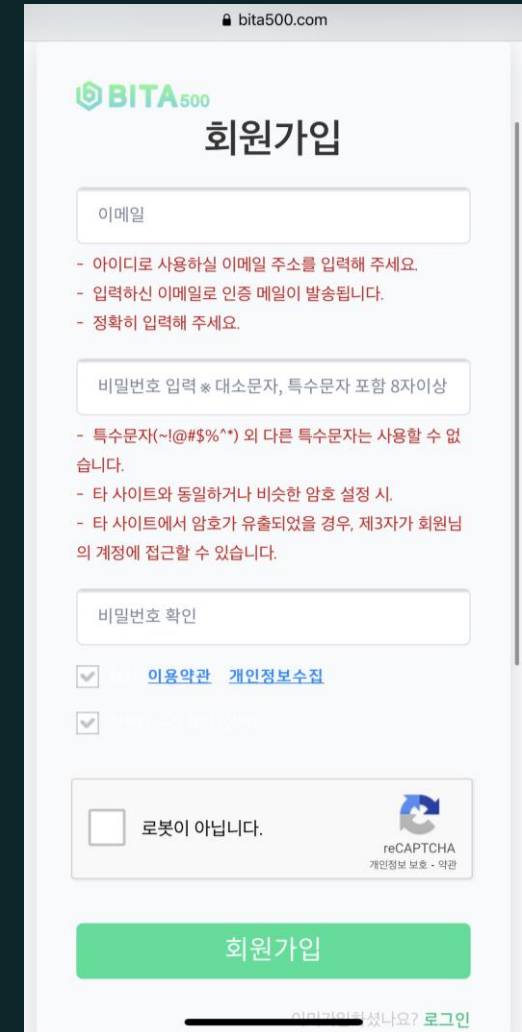 bita500.com
BITA500
회원가입
이메일
- 아이디로 사용하실 이메일 주소를 입력해 주세요.
- 입력하신 이메일로 인증 메일이 발송됩니다.
- 정확히 입력해 주세요.
비밀번호 입력 ※ 대소문자, 특수문자 포함 8자이상
- 특수문자(~!@#$%^*) 외 다른 특수문자는 사용할 수 없
습니다.
- 타 사이트와 동일하거나 비슷한 암호 설정 시.
- 타 사이트에서 암호가 유출되었을 경우, 제3자가 회원님
의 계정에 접근할 수 있습니다.
비밀번호 확인
이용약관 개인정보수집
로봇이 아닙니다.
reCAPTCHA
개인정보 보호 - 약관
회원가입
셨나요? 로그인